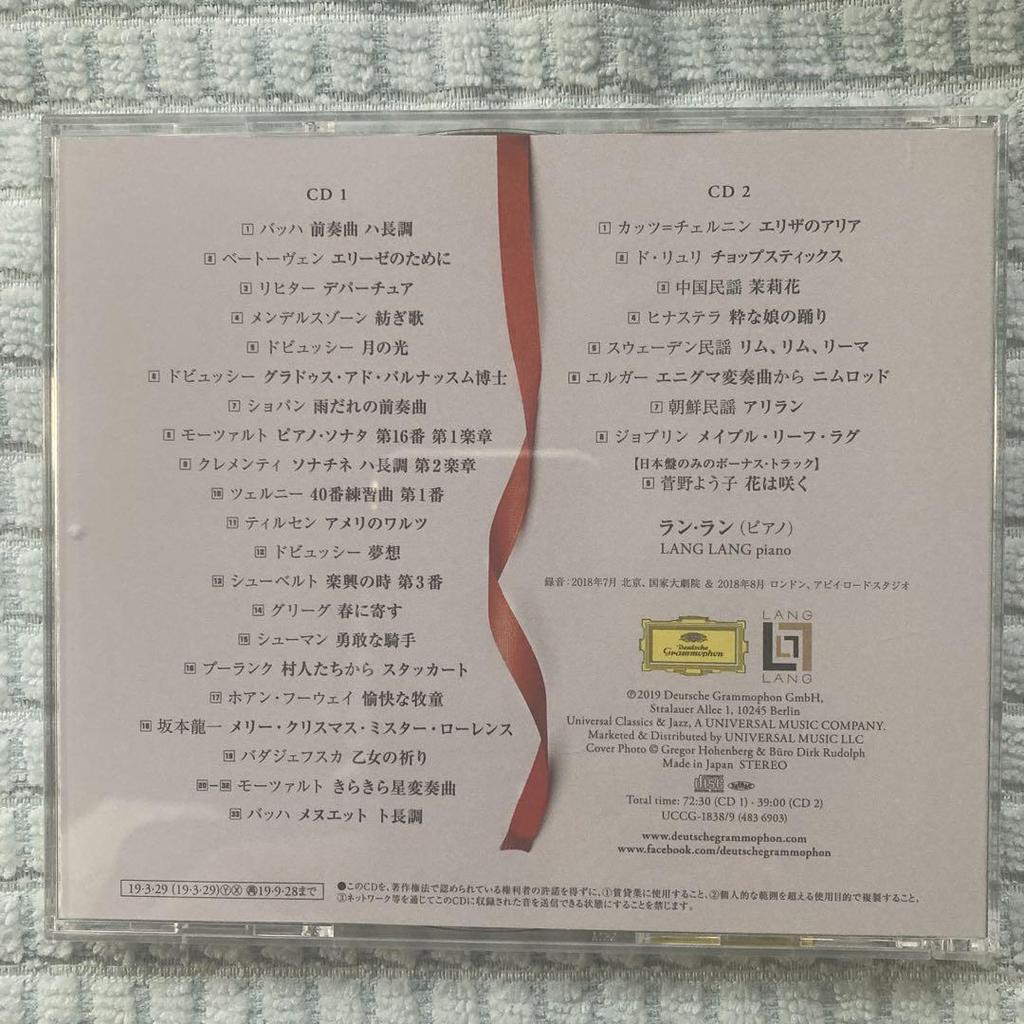 CD 1
1 バッハ 前奏曲 ハ長調
2 ベートーヴェン エリーゼのために
3 リヒター デパーチュア
4 メンデルスゾーン 紡ぎ歌
5 ドビュッシー 月の光
6 ドビュッシー グラドゥス・アド・パルナッスム博士
7 ショパン 雨だれの前奏曲
8 モーツァルト ピアノ・ソナタ 第16番 第1楽章
9 クレメンティ ソナチネ ハ長調 第2楽章
10 ツェルニー 40番練習曲 第1番
11 ティルセン アメリのワルツ
12 ドビュッシー 夢想
13 シューベルト 楽興の時 第3番
14 グリーグ 春に寄す
15 シューマン 勇敢な騎手
16 プーランク 村人たちから スタッカート
17 ホアン・フーウェイ 愉快な牧童
18 坂本龍一 メリー・クリスマス・ミスター・ローレンス
19 バダジェフスカ 乙女の祈り
20–32 モーツァルト きらきら星変奏曲
33 バッハ メヌエット ト長調
CD 2
1 カッツ=チェルニン エリザのアリア
2 ド・リュリ チョップスティックス
3 中国民謡 茉莉花
4 ヒナステラ 粋な娘の踊り
5 スウェーデン民謡 リム、リム、リーマ
6 エルガー エニグマ変奏曲から ニムロッド
7 朝鮮民謡 アリラン
8 ジョプリン メイプル・リーフ・ラグ
【日本盤のみのボーナス・トラック】
9 菅野よう子 花は咲く
ラン・ラン (ピアノ)
LANG LANG piano
録音:2018年7月 北京、国家大劇院 & 2018年8月 ロンドン、アビイロードスタジオ
Deutsche
Grammophon
LANG
LANG
℗2019 Deutsche Grammophon GmbH,
Stralauer Allee 1, 10245 Berlin
Universal Classics & Jazz, A UNIVERSAL MUSIC COMPANY.
Marketed & Distributed by UNIVERSAL MUSIC LLC
Cover Photo © Gregor Hohenberg & Büro Dirk Rudolph
Made in Japan STEREO
disc
Total time: 72:30 (CD 1) · 39:00 (CD 2)
UCCG-1838/9 (483 6903)
www.deutschegrammophon.com
www.facebook.com/deutschegrammophon
19·3·29 (19·3·29)ⓎⓍ ㊢19·9·28まで
●このCDを、著作権法で認められている権利者の許諾を得ずに、①賃貸業に使用すること、②個人的な範囲を超える使用目的で複製すること、
③ネットワーク等を通じてこのCDに収録された音を送信できる状態にすることを禁じます。